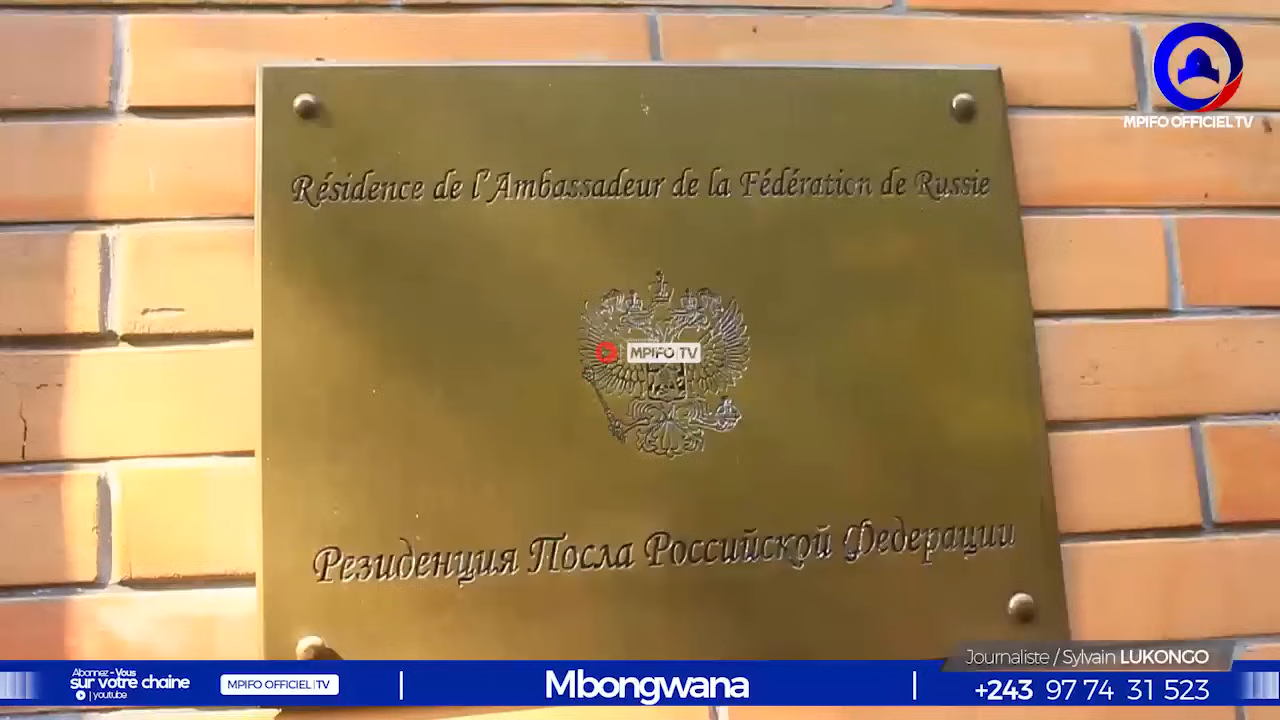 MPIFO OFFICIEL TV
Résidence de l'Ambassadeur de la Fédération de Russie
MPIFO TV
Резиденция Посла Российской Федерации
Journaliste / Sylvain LUKONGO
Abonnez-Vous
sur votre chaine
| youtube
MPIFO OFFICIEL | TV
Mbongwana
+243 97 74 31 523